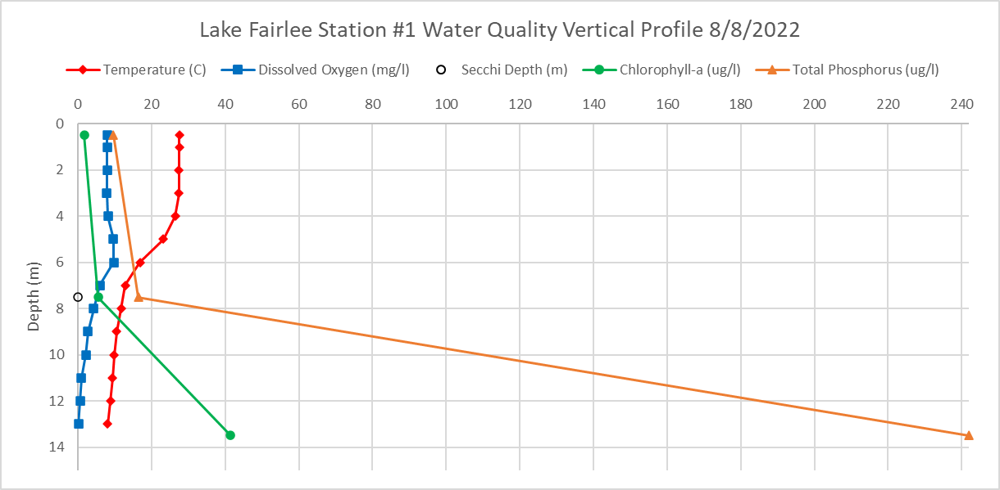 Lake Fairlee Station #1 Water Quality Vertical Profile 8/8/2022
Temperature (C) Dissolved Oxygen (mg/l) Secchi Depth (m) Chlorophyll-a (ug/l) Total Phosphorus (ug/l)
0 20 40 60 80 100 120 140 160 180 200 220 240
0
2
4
6
8
10
12
14
Depth (m)